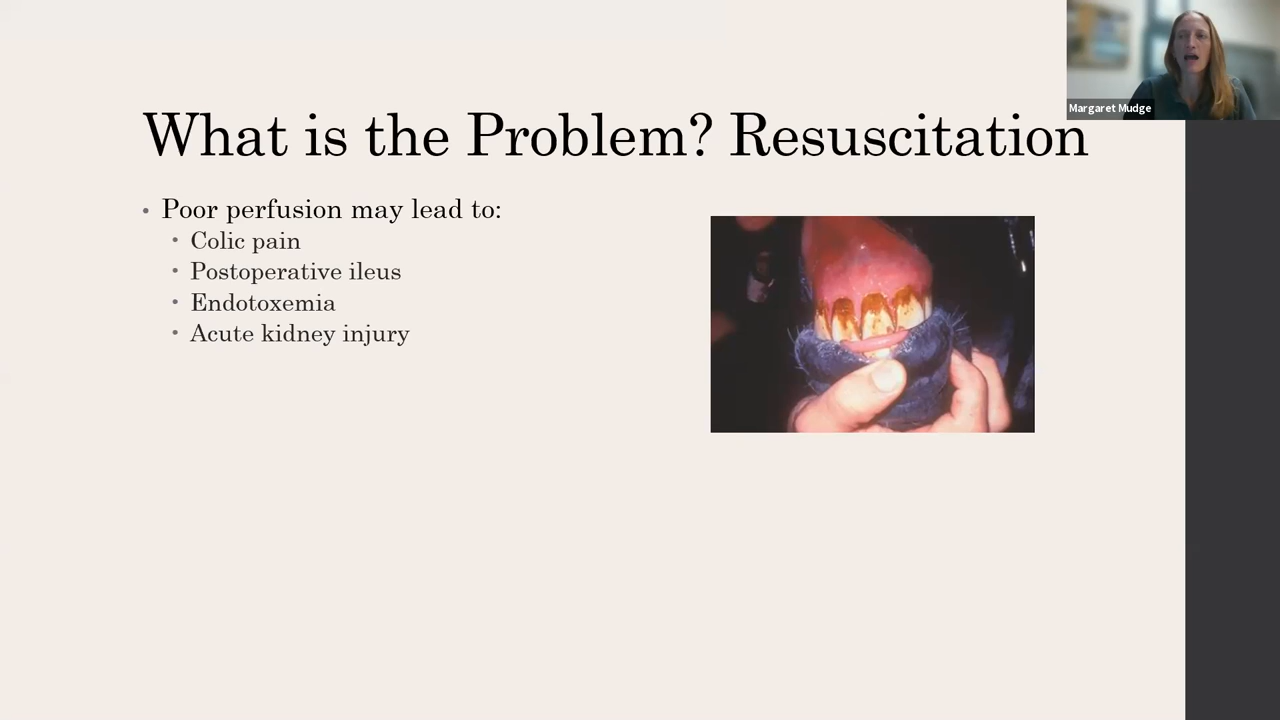 Margaret Mudge
What is the Problem? Resuscitation
• Poor perfusion may lead to:
• Colic pain
• Postoperative ileus
• Endotoxemia
• Acute kidney injury